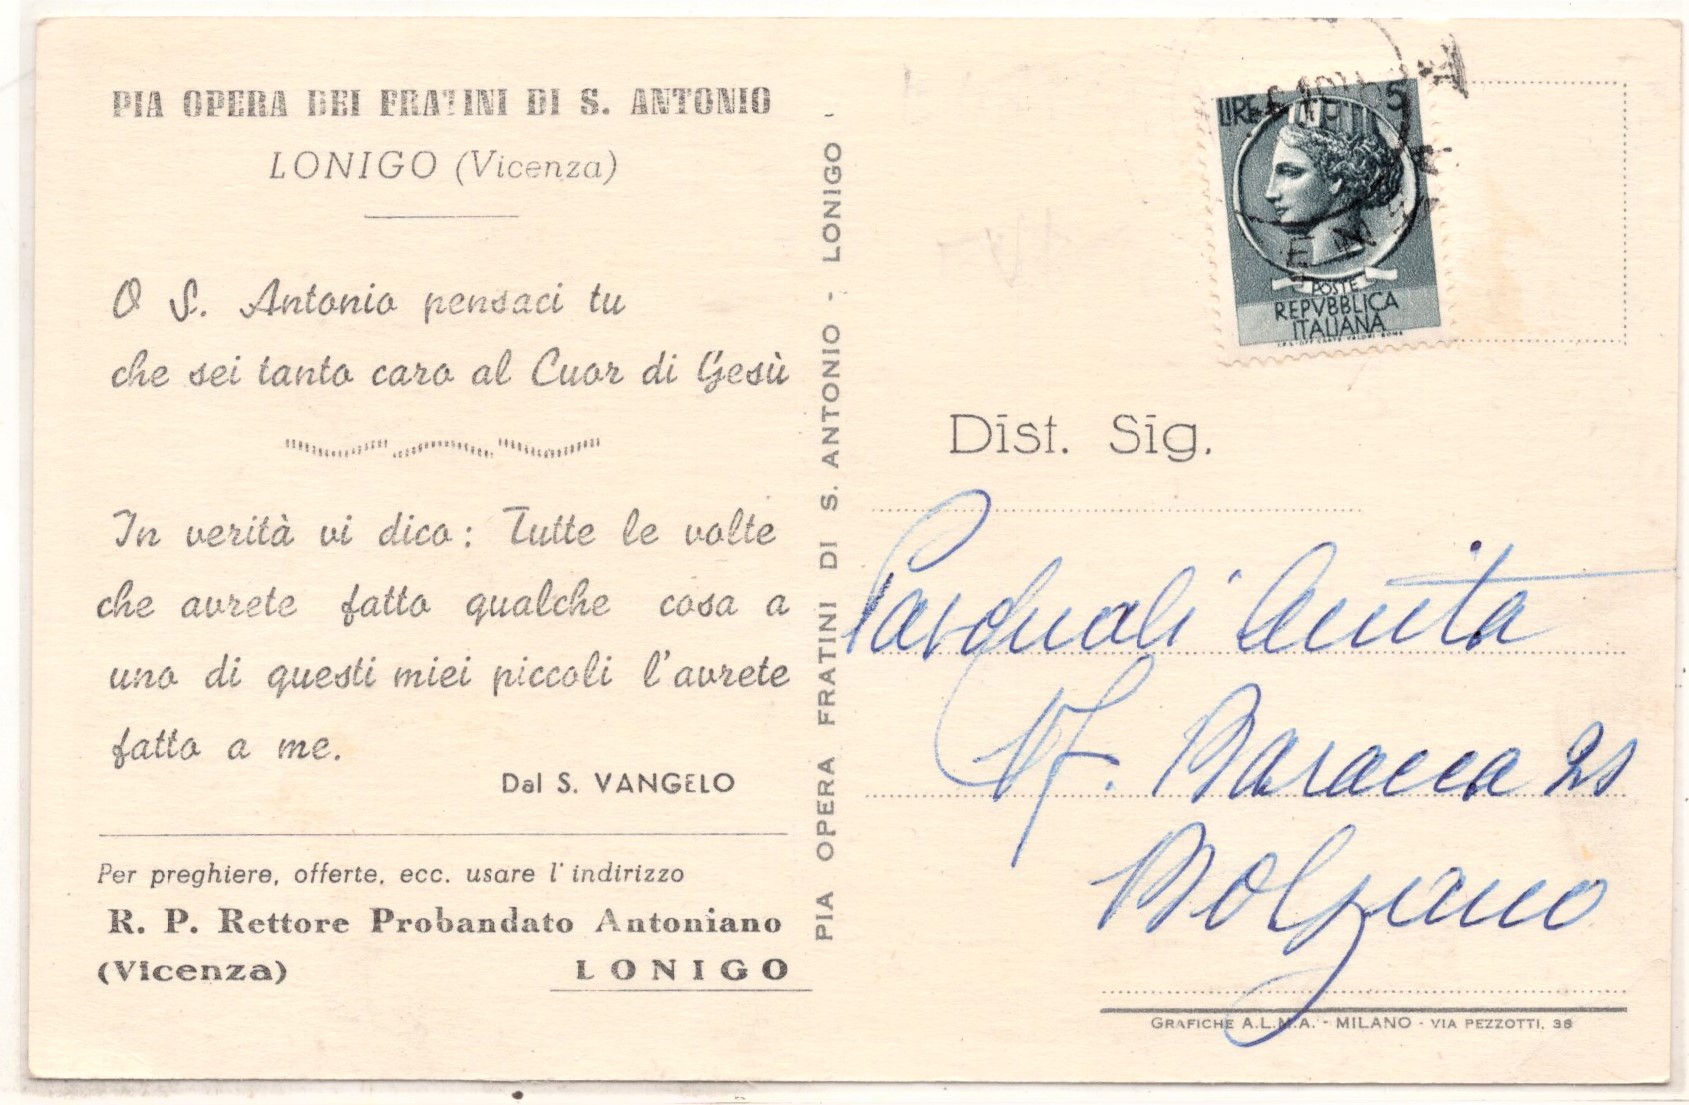 PIA OPERA DEI FRATINI DI S. ANTONIO
LONIGO (Vicenza)
O S. Antonio pensaci tu
che sei tanto caro al Cuor di Gesù
In verità vi dico: Tutte le volte
che avrete fatto qualche cosa a
uno di questi miei piccoli l'avrete
fatto a me.
Dal S. VANGELO
Per preghiere, offerte, ecc. usare l'indirizzo
R. P. Rettore Probandato Antoniano
(Vicenza) LONIGO
PIA OPERA FRATINI DI S. ANTONIO - LONIGO -
LIRE 5
POSTE
REPVBBLICA
ITALIANA
Dist. Sig.
Pasquali Anita
Baracca
Bolzano
GRAFICHE A.L.M.A. - MILANO - VIA PEZZOTTI, 38